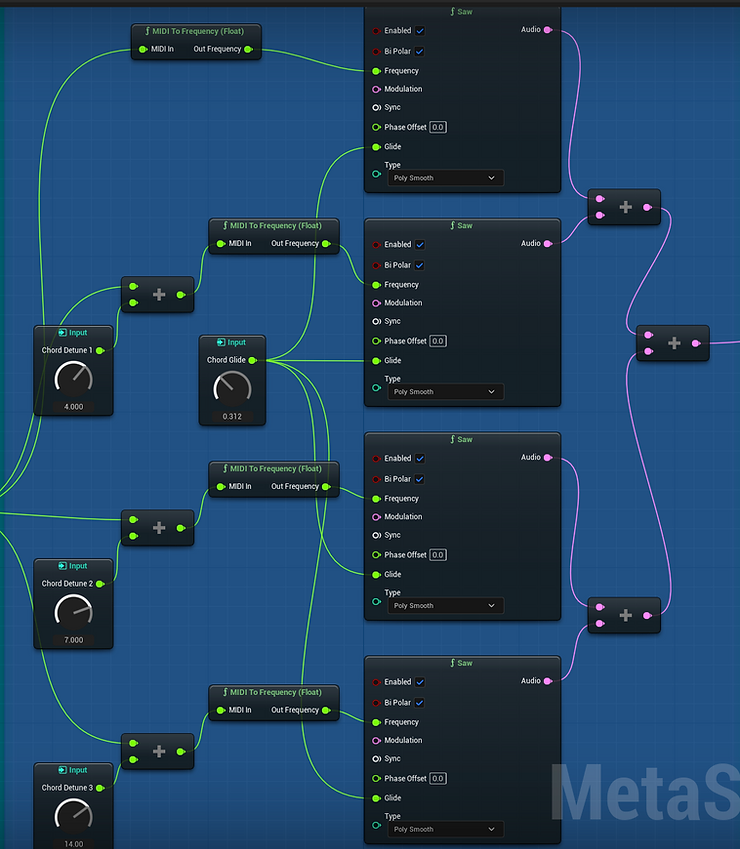 MIDI To Frequency (Float)
MIDI In Out Frequency
Saw
Enabled
Audio
Bi Polar
Frequency
Modulation
Sync
Phase Offset 0.0
Glide
Type
Poly Smooth
MIDI To Frequency (Float)
MIDI In Out Frequency
Saw
Enabled
Audio
Bi Polar
Frequency
Modulation
Sync
Phase Offset 0.0
Glide
Type
Poly Smooth
Input
Chord Detune 1
4.000
Input
Chord Glide
0.312
MIDI To Frequency (Float)
MIDI In Out Frequency
Saw
Enabled
Audio
Bi Polar
Frequency
Modulation
Sync
Phase Offset 0.0
Glide
Type
Poly Smooth
Input
Chord Detune 2
7.000
MIDI To Frequency (Float)
MIDI In Out Frequency
Saw
Enabled
Audio
Bi Polar
Frequency
Modulation
Sync
Phase Offset 0.0
Glide
Type
Poly Smooth
Input
Chord Detune 3
14.00
MetaS